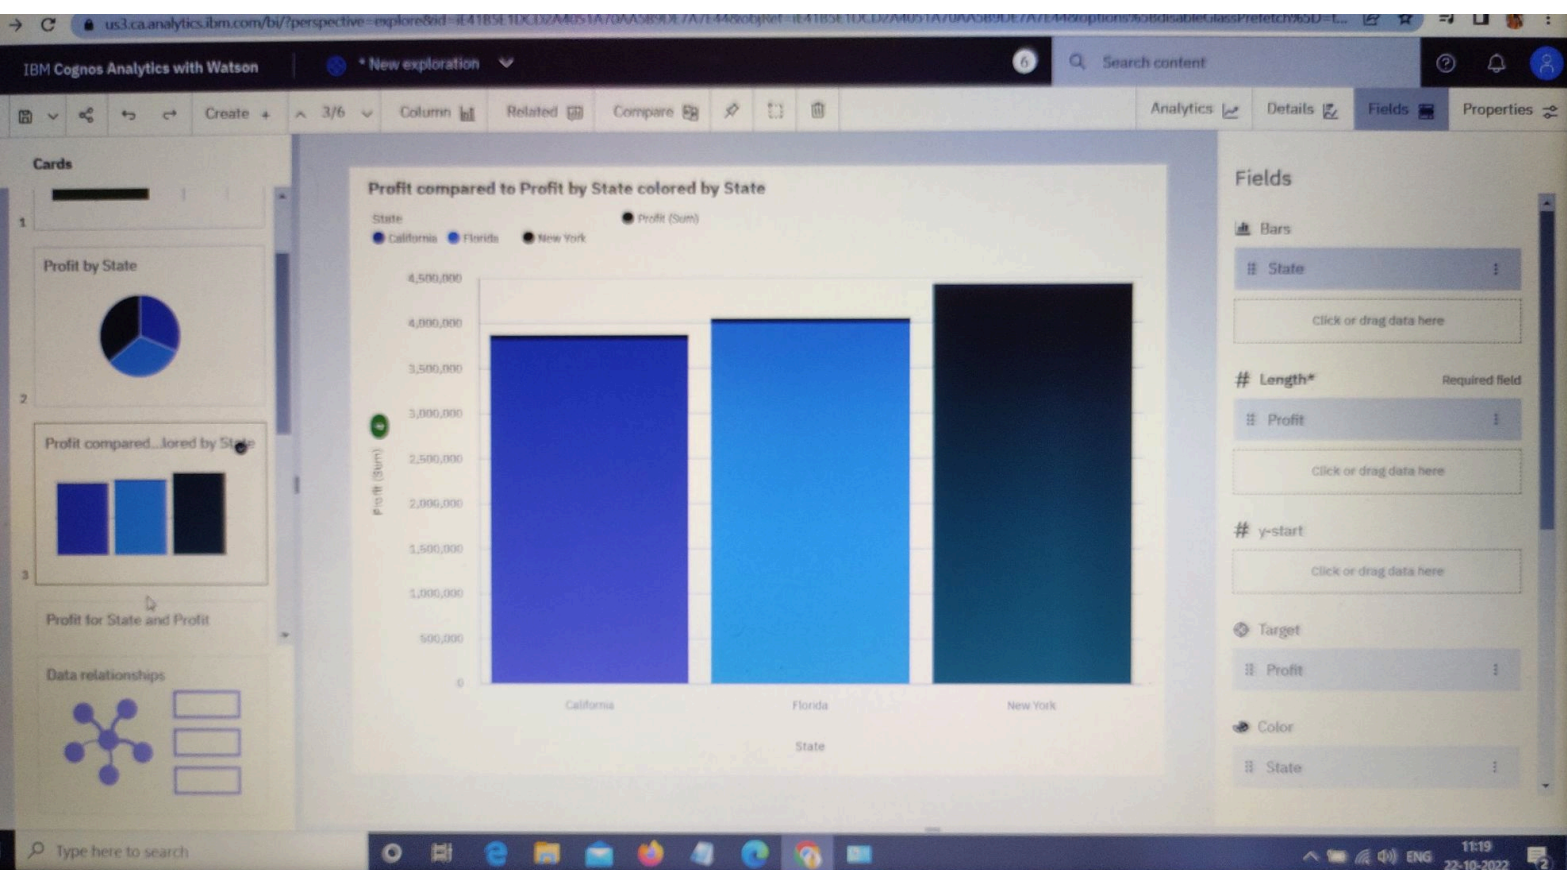 IBM Cognos Analytics with Watson
* New exploration
6
Search content
Create +
3/6
Column
Related
Compare
Analytics
Details
Fields
Properties
Cards
1
Profit by State
2
Profit compared...lored by State
3
Profit for State and Profit
Data relationships
Profit compared to Profit by State colored by State
State
Profit (Sum)
California
Florida
New York
4,500,000
4,000,000
3,500,000
3,000,000
2,500,000
2,000,000
1,500,000
1,000,000
500,000
0
Profit (Sum)
California
Florida
New York
State
Fields
Bars
State
Click or drag data here
# Length*
Required field
Profit
Click or drag data here
# y-start
Click or drag data here
Target
Profit
Color
State
Type here to search
ENG
11:19
22-10-2022
2